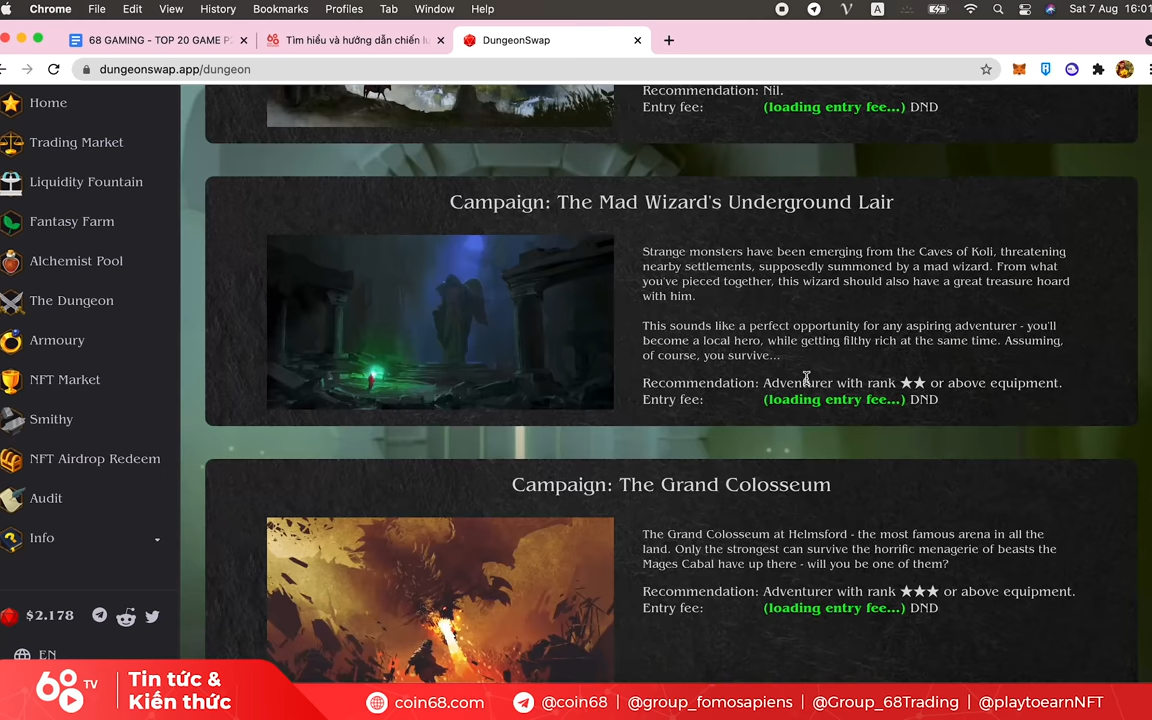 Chrome File Edit View History Bookmarks Profiles Tab Window Help A Sat 7 Aug 16:01
68 GAMING - TOP 20 GAME P2 Tìm hiểu và hướng dẫn chiến lư DungeonSwap
dungeonswap.app/dungeon
Home
Trading Market
Liquidity Fountain
Fantasy Farm
Alchemist Pool
The Dungeon
Armoury
NFT Market
Smithy
NFT Airdrop Redeem
Audit
Info
$2.178
EN
Recommendation: Nil.
Entry fee: (loading entry fee...) DND
Campaign: The Mad Wizard's Underground Lair
Strange monsters have been emerging from the Caves of Koli, threatening
nearby settlements, supposedly summoned by a mad wizard. From what
you've pieced together, this wizard should also have a great treasure hoard
with him.
This sounds like a perfect opportunity for any aspiring adventurer - you'll
become a local hero, while getting filthy rich at the same time. Assuming,
of course, you survive...
Recommendation: Adventurer with rank ★★ or above equipment.
Entry fee: (loading entry fee...) DND
Campaign: The Grand Colosseum
The Grand Colosseum at Helmsford - the most famous arena in all the
land. Only the strongest can survive the horrific menagerie of beasts the
Mages Cabal have up there - will you be one of them?
Recommendation: Adventurer with rank ★★★ or above equipment.
Entry fee: (loading entry fee...) DND
68 TV
Tin tức &
Kiến thức
coin68.com @coin68 | @group_fomosapiens | @Group_68Trading | @playtoearnNFT